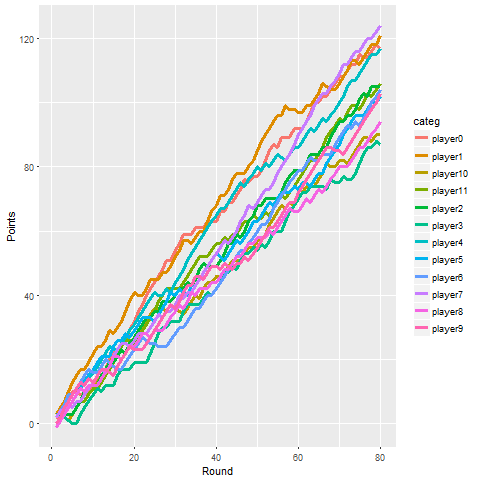 120
80
40
0
Points
0
20
40
60
80
Round
categ
player0
player1
player10
player11
player2
player3
player4
player5
player6
player7
player8
player9